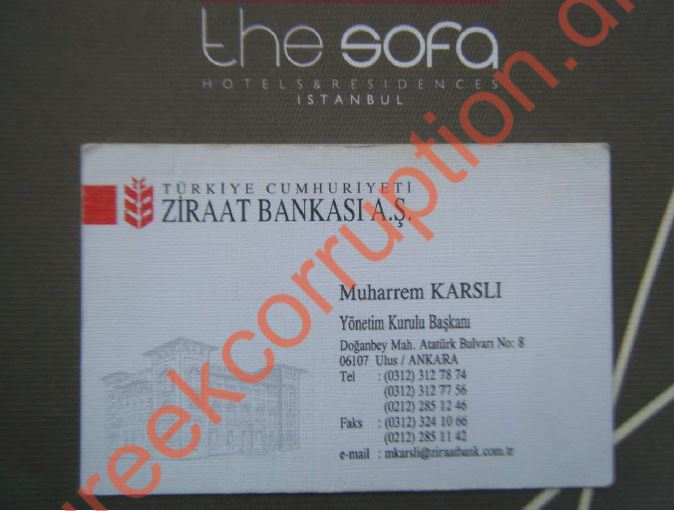 the sofa
HOTELS & RESIDENCES
ISTANBUL
TÜRKİYE CUMHURİYETİ
ZİRAAT BANKASI A.Ş.
Muharrem KARSLI
Yönetim Kurulu Başkanı
Doğanbey Mah. Atatürk Bulvarı No: 8
06107 Ulus / ANKARA
Tel : (0312) 312 78 74
(0312) 312 77 56
(0212) 285 12 46
Faks : (0312) 324 10 66
(0212) 285 11 42
e-mail : mkarsli@ziraatbank.com.tr
reekcorruption.